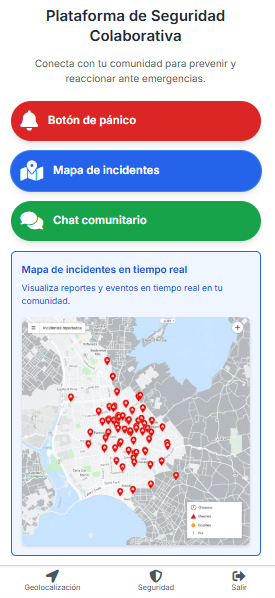 Plataforma de Seguridad
Colaborativa
Conecta con tu comunidad para prevenir y
reaccionar ante emergencias.
Botón de pánico
Mapa de incidentes
Chat comunitario
Mapa de incidentes en tiempo real
Visualiza reportes y eventos en tiempo real en tu
comunidad.
Incidentes reportados
Geolocalización
Seguridad
Salir